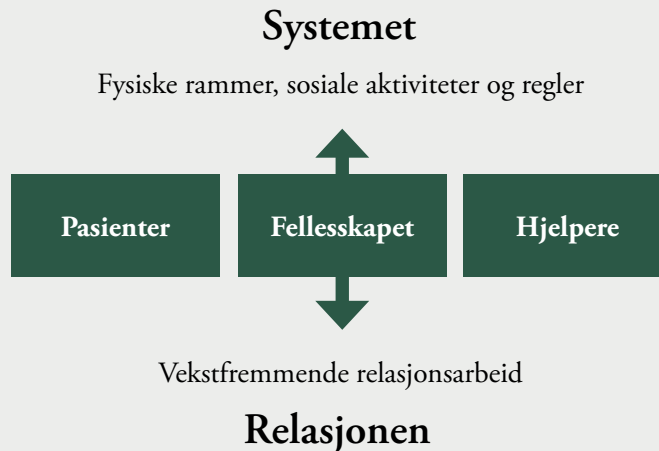 Systemet
Fysiske rammer, sosiale aktiviteter og regler
Pasienter
Fellesskapet
Hjelpere
Vekstfremmende relasjonsarbeid
Relasjonen